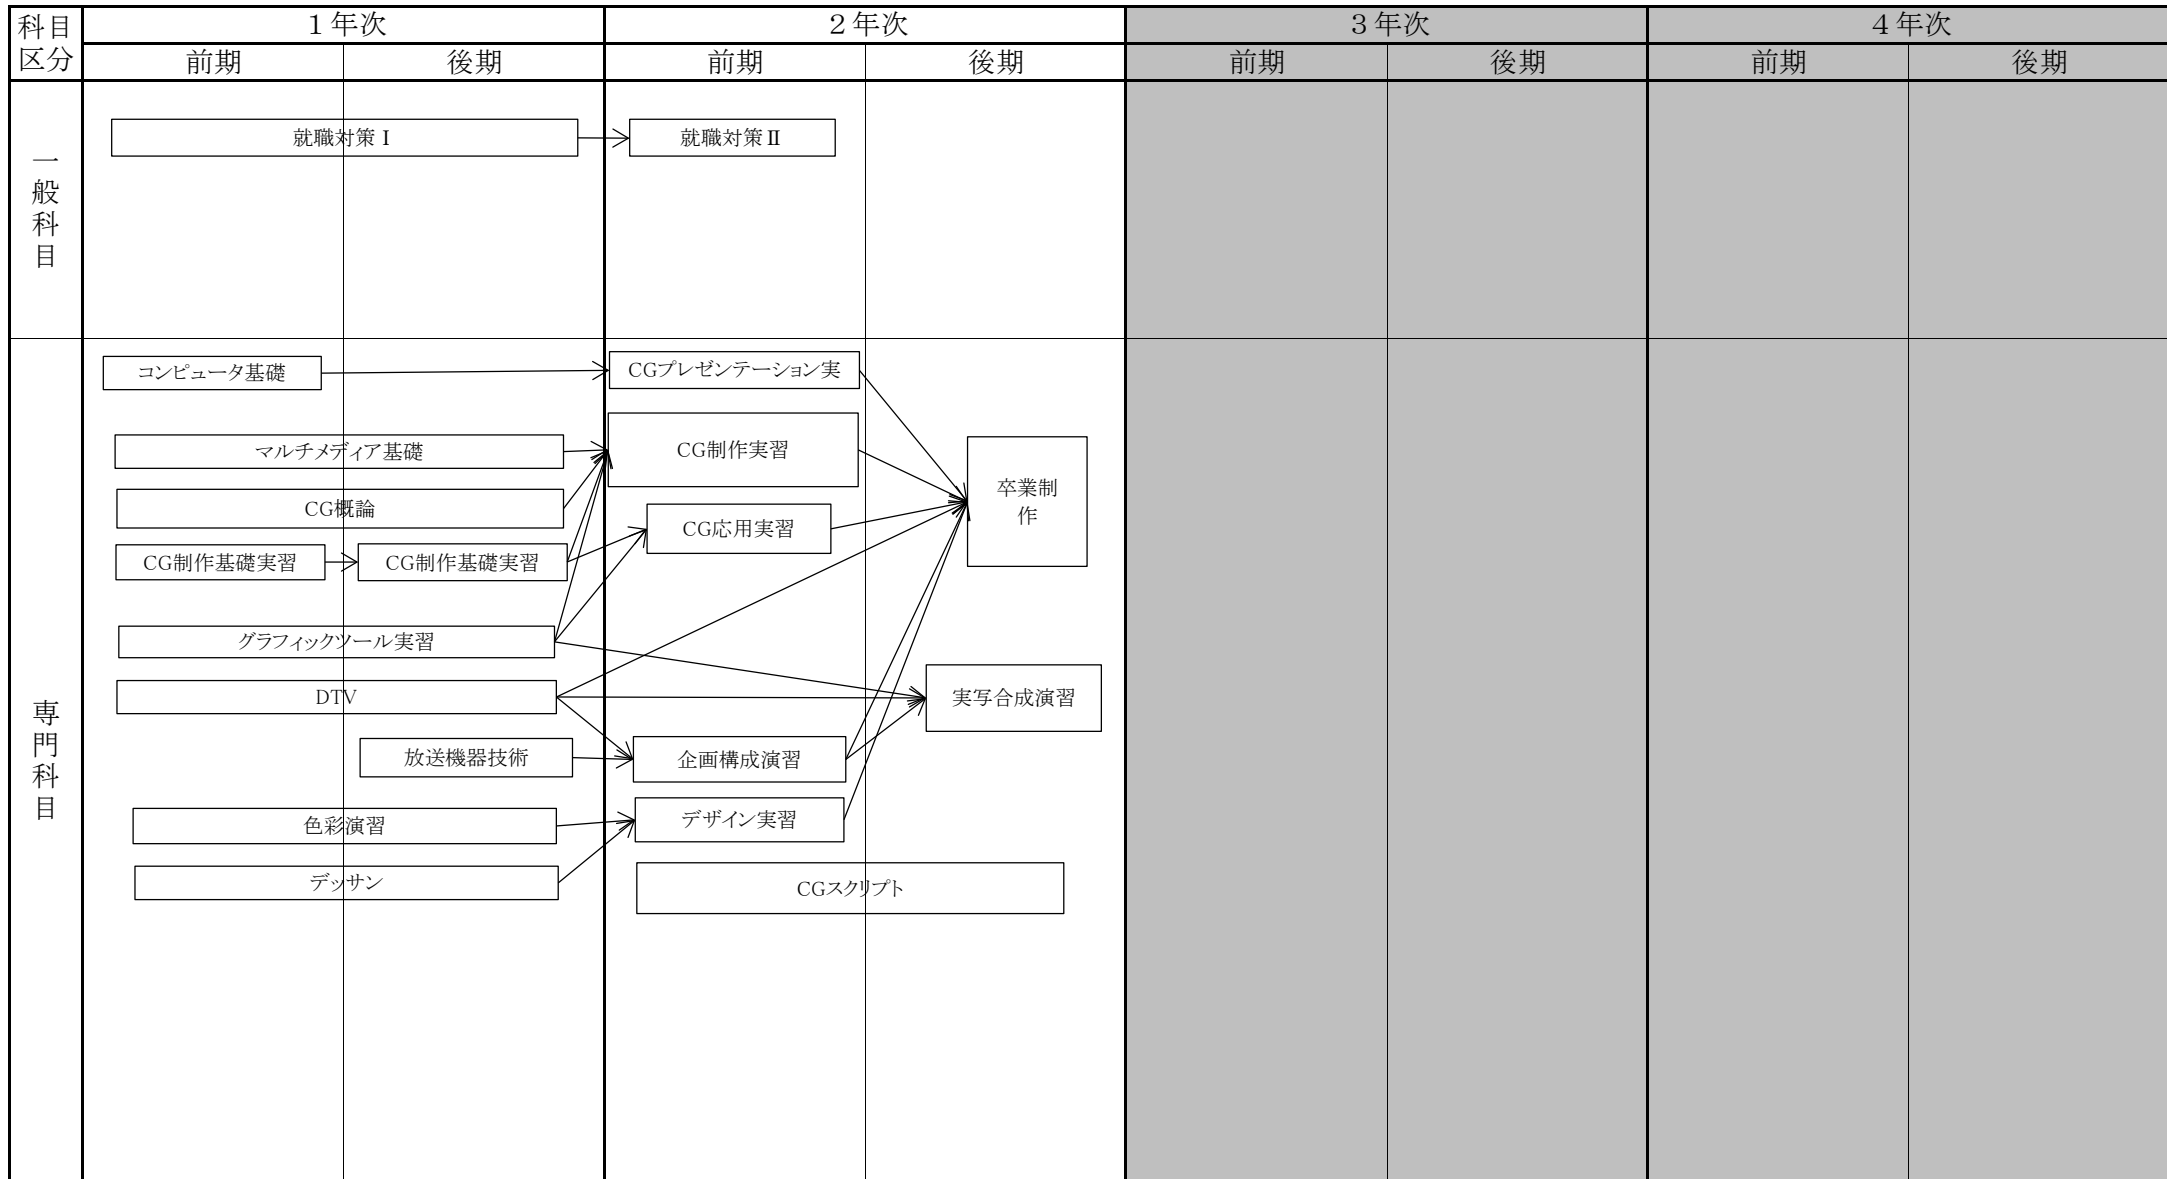 科目
区分
１年次
２年次
３年次
４年次
前期
後期
前期
後期
前期
後期
前期
後期
一般科目
就職対策Ⅰ
就職対策Ⅱ
専門科目
コンピュータ基礎
CGプレゼンテーション実
マルチメディア基礎
CG制作実習
卒業制
作
CG概論
CG応用実習
CG制作基礎実習
CG制作基礎実習
グラフィックツール実習
DTV
実写合成演習
放送機器技術
企画構成演習
色彩演習
デザイン実習
デッサン
CGスクリプト